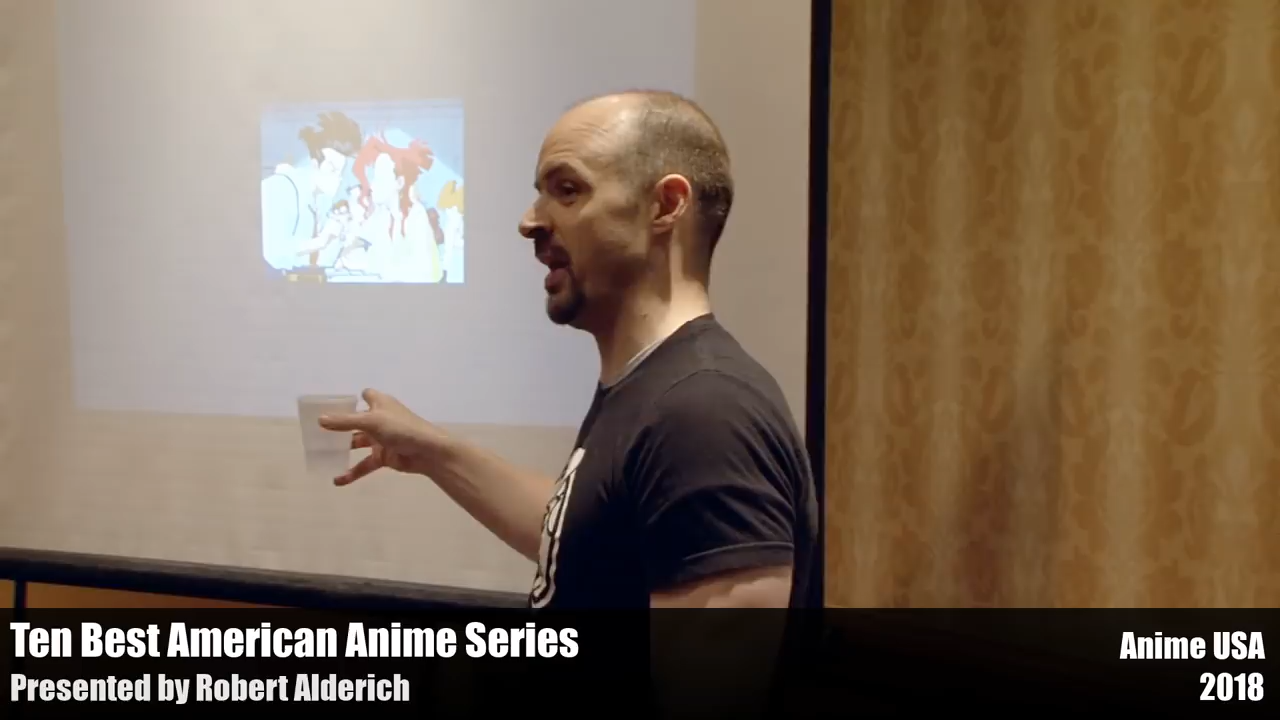 Ten Best American Anime Series
Presented by Robert Alderich
Anime USA
2018